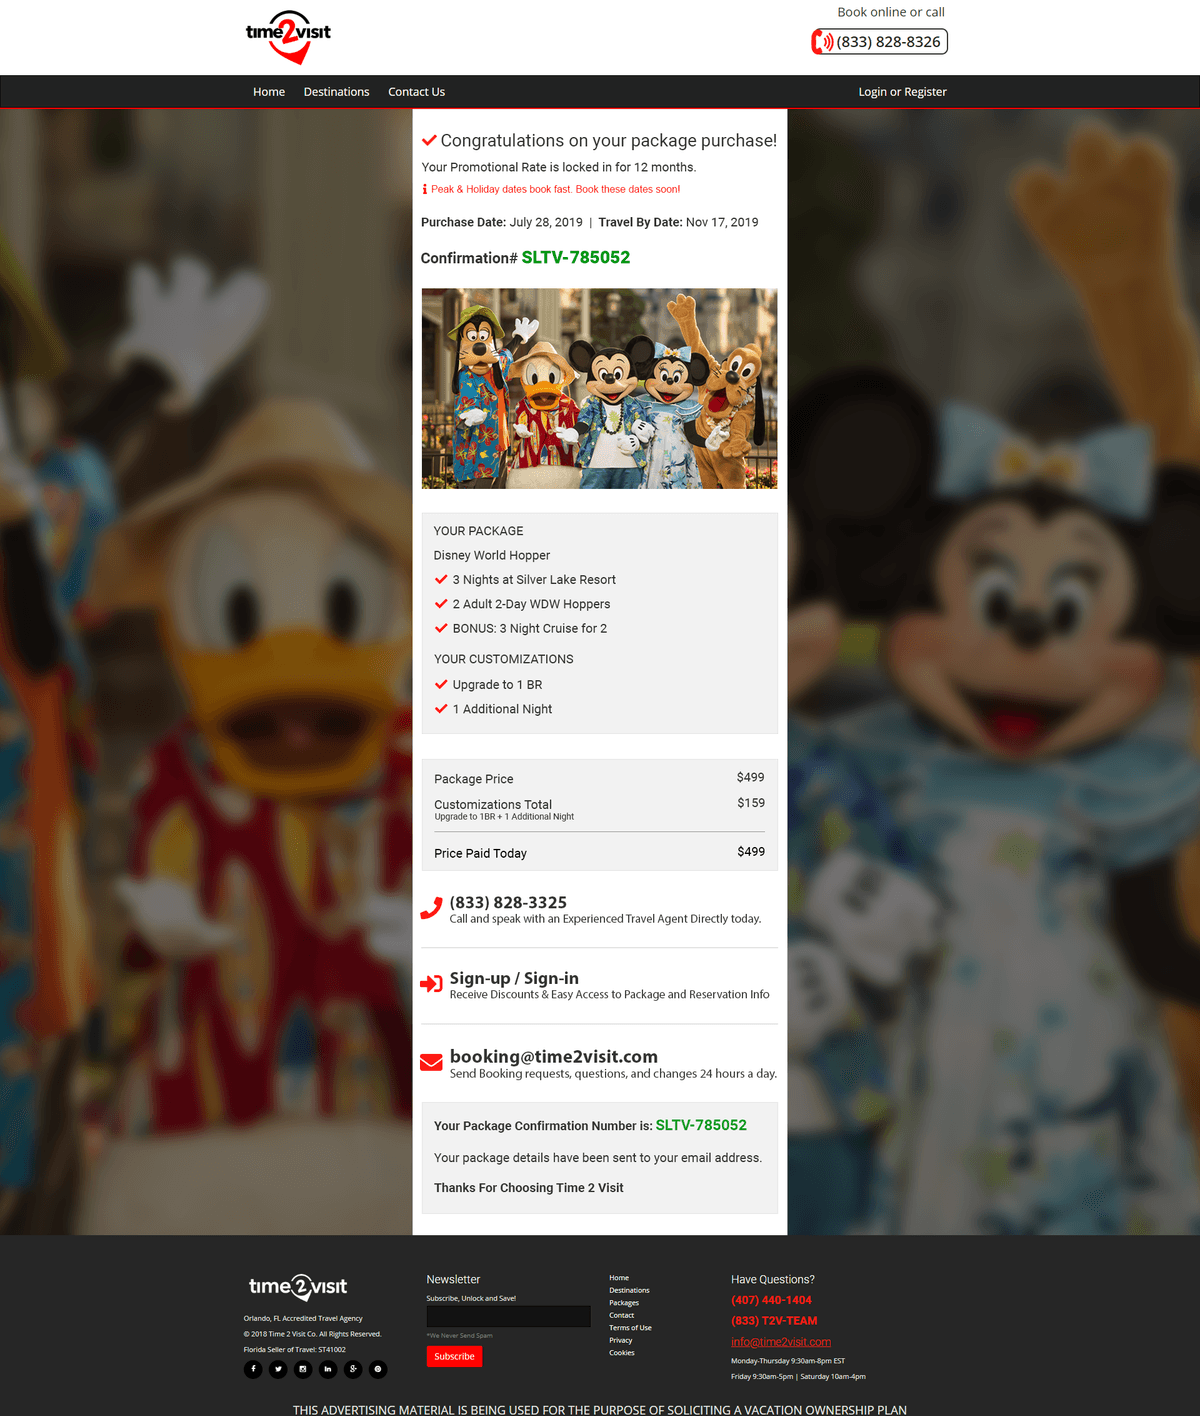 time2visit
Book online or call
(833) 828-8326
Home Destinations Contact Us Login or Register
Congratulations on your package purchase!
Your Promotional Rate is locked in for 12 months.
Peak & Holiday dates book fast. Book these dates soon!
Purchase Date: July 28, 2019 | Travel By Date: Nov 17, 2019
Confirmation# SLTV-785052
YOUR PACKAGE
Disney World Hopper
3 Nights at Silver Lake Resort
2 Adult 2-Day WDW Hoppers
BONUS: 3 Night Cruise for 2
YOUR CUSTOMIZATIONS
Upgrade to 1 BR
1 Additional Night
Package Price $499
Customizations Total $159
Upgrade to 1BR + 1 Additional Night
Price Paid Today $499
(833) 828-3325
Call and speak with an Experienced Travel Agent Directly today.
Sign-up / Sign-in
Receive Discounts & Easy Access to Package and Reservation Info
booking@time2visit.com
Send Booking requests, questions, and changes 24 hours a day.
Your Package Confirmation Number is: SLTV-785052
Your package details have been sent to your email address.
Thanks For Choosing Time 2 Visit
time2visit
Orlando, FL Accredited Travel Agency
© 2018 Time 2 Visit Co. All Rights Reserved.
Florida Seller of Travel: ST41002
Newsletter
Subscribe, Unlock and Save!
*We Never Send Spam
Subscribe
Home
Destinations
Packages
Contact
Terms of Use
Privacy
Cookies
Have Questions?
(407) 440-1404
(833) T2V-TEAM
info@time2visit.com
Monday-Thursday 9:30am-8pm EST
Friday 9:30am-5pm | Saturday 10am-4pm
THIS ADVERTISING MATERIAL IS BEING USED FOR THE PURPOSE OF SOLICITING A VACATION OWNERSHIP PLAN